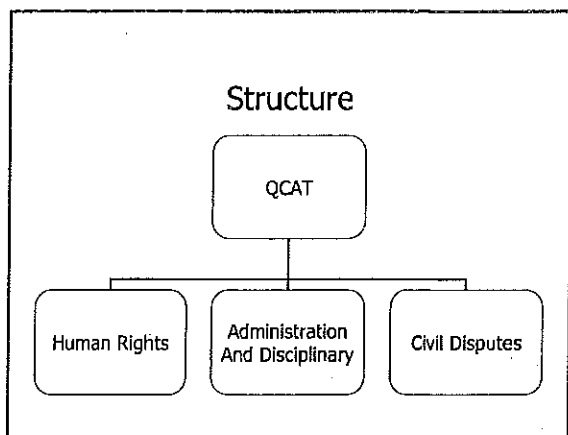 Structure
QCAT
Human Rights
Administration
And Disciplinary
Civil Disputes